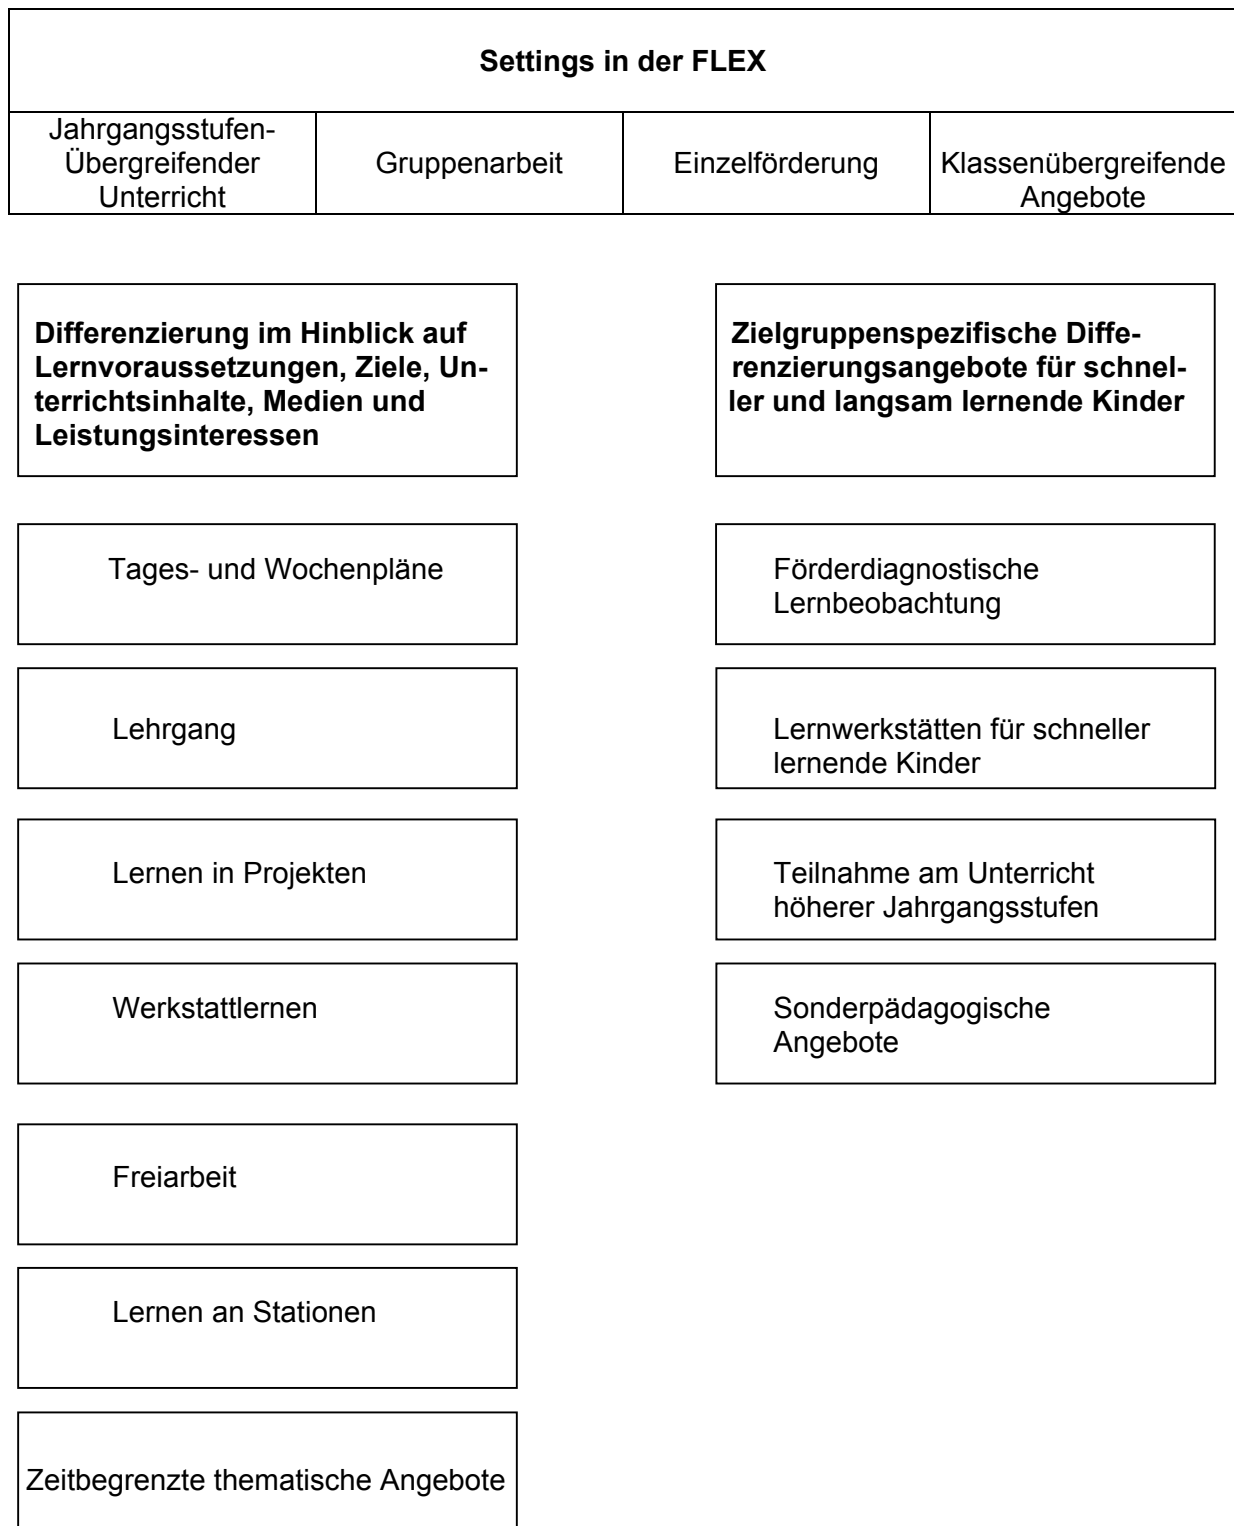 Settings in der FLEX
Jahrgangsstufen-
Übergreifender
Unterricht
Gruppenarbeit
Einzelförderung
Klassenübergreifende
Angebote
Differenzierung im Hinblick auf
Lernvoraussetzungen, Ziele, Un-
terrichtsinhalte, Medien und
Leistungsinteressen
Zielgruppenspezifische Diffe-
renzierungsangebote für schnel-
ler und langsam lernende Kinder
Tages- und Wochenpläne
Förderdiagnostische
Lernbeobachtung
Lehrgang
Lernwerkstätten für schneller
lernende Kinder
Lernen in Projekten
Teilnahme am Unterricht
höherer Jahrgangsstufen
Werkstattlernen
Sonderpädagogische
Angebote
Freiarbeit
Lernen an Stationen
Zeitbegrenzte thematische Angebote